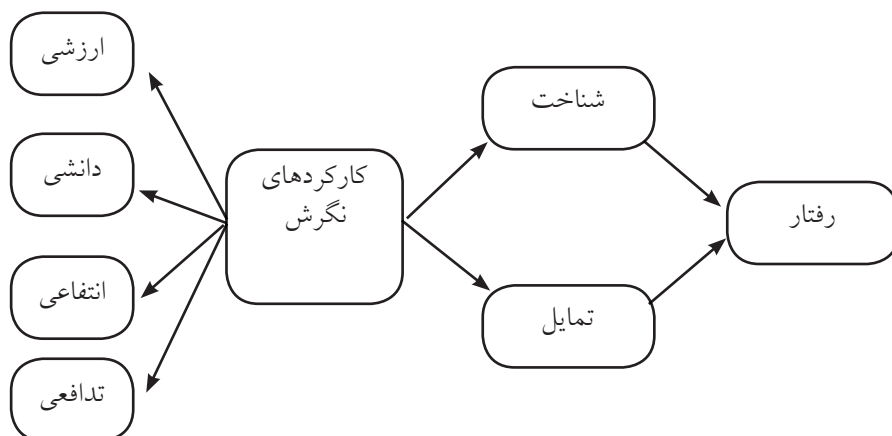 ارزشی
دانشی
انتفاعی
تدافعی
کارکردهای
نگرش
شناخت
تمایل
رفتار